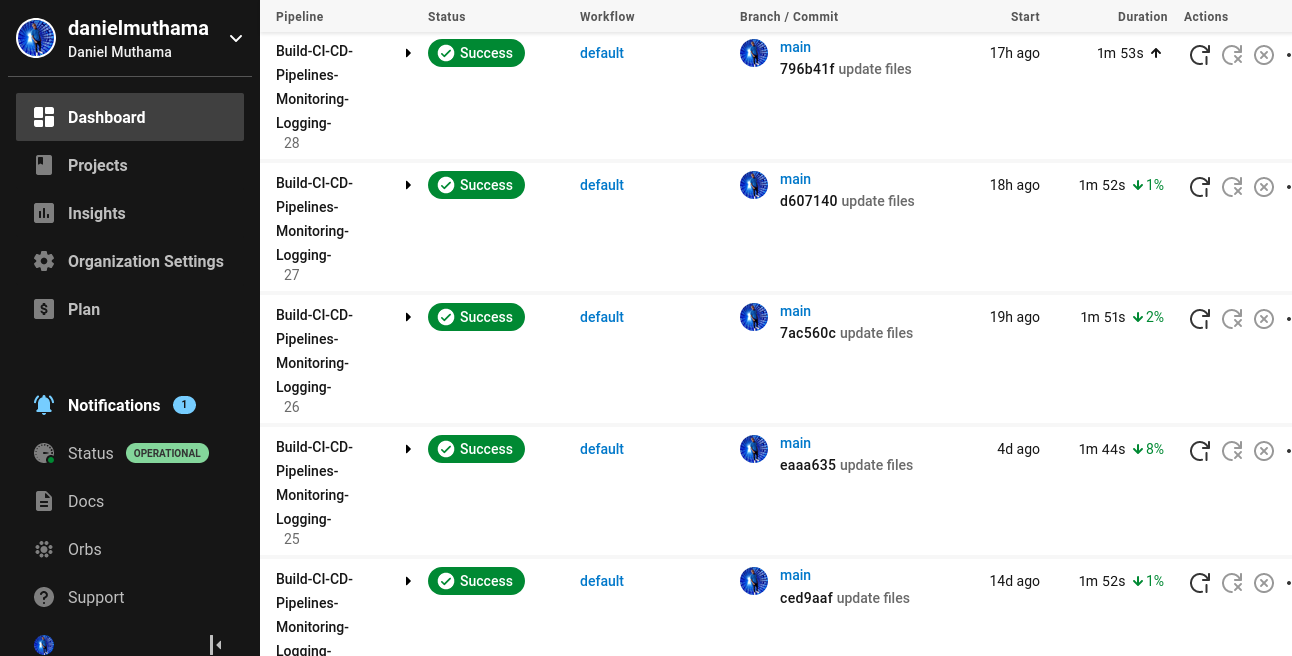 danielmuthama
Daniel Muthama
Dashboard
Projects
Insights
Organization Settings
Plan
Notifications 1
Status OPERATIONAL
Docs
Orbs
Support
Pipeline Status Workflow Branch / Commit Start Duration Actions
Build-CI-CD- Success default main 17h ago 1m 53s
Pipelines- 796b41f update files
Monitoring-
Logging-
28
Build-CI-CD- Success default main 18h ago 1m 52s 1%
Pipelines- d607140 update files
Monitoring-
Logging-
27
Build-CI-CD- Success default main 19h ago 1m 51s 2%
Pipelines- 7ac560c update files
Monitoring-
Logging-
26
Build-CI-CD- Success default main 4d ago 1m 44s 8%
Pipelines- eaaa635 update files
Monitoring-
Logging-
25
Build-CI-CD- Success default main 14d ago 1m 52s 1%
Pipelines- ced9aaf update files
Monitoring-
Logging-